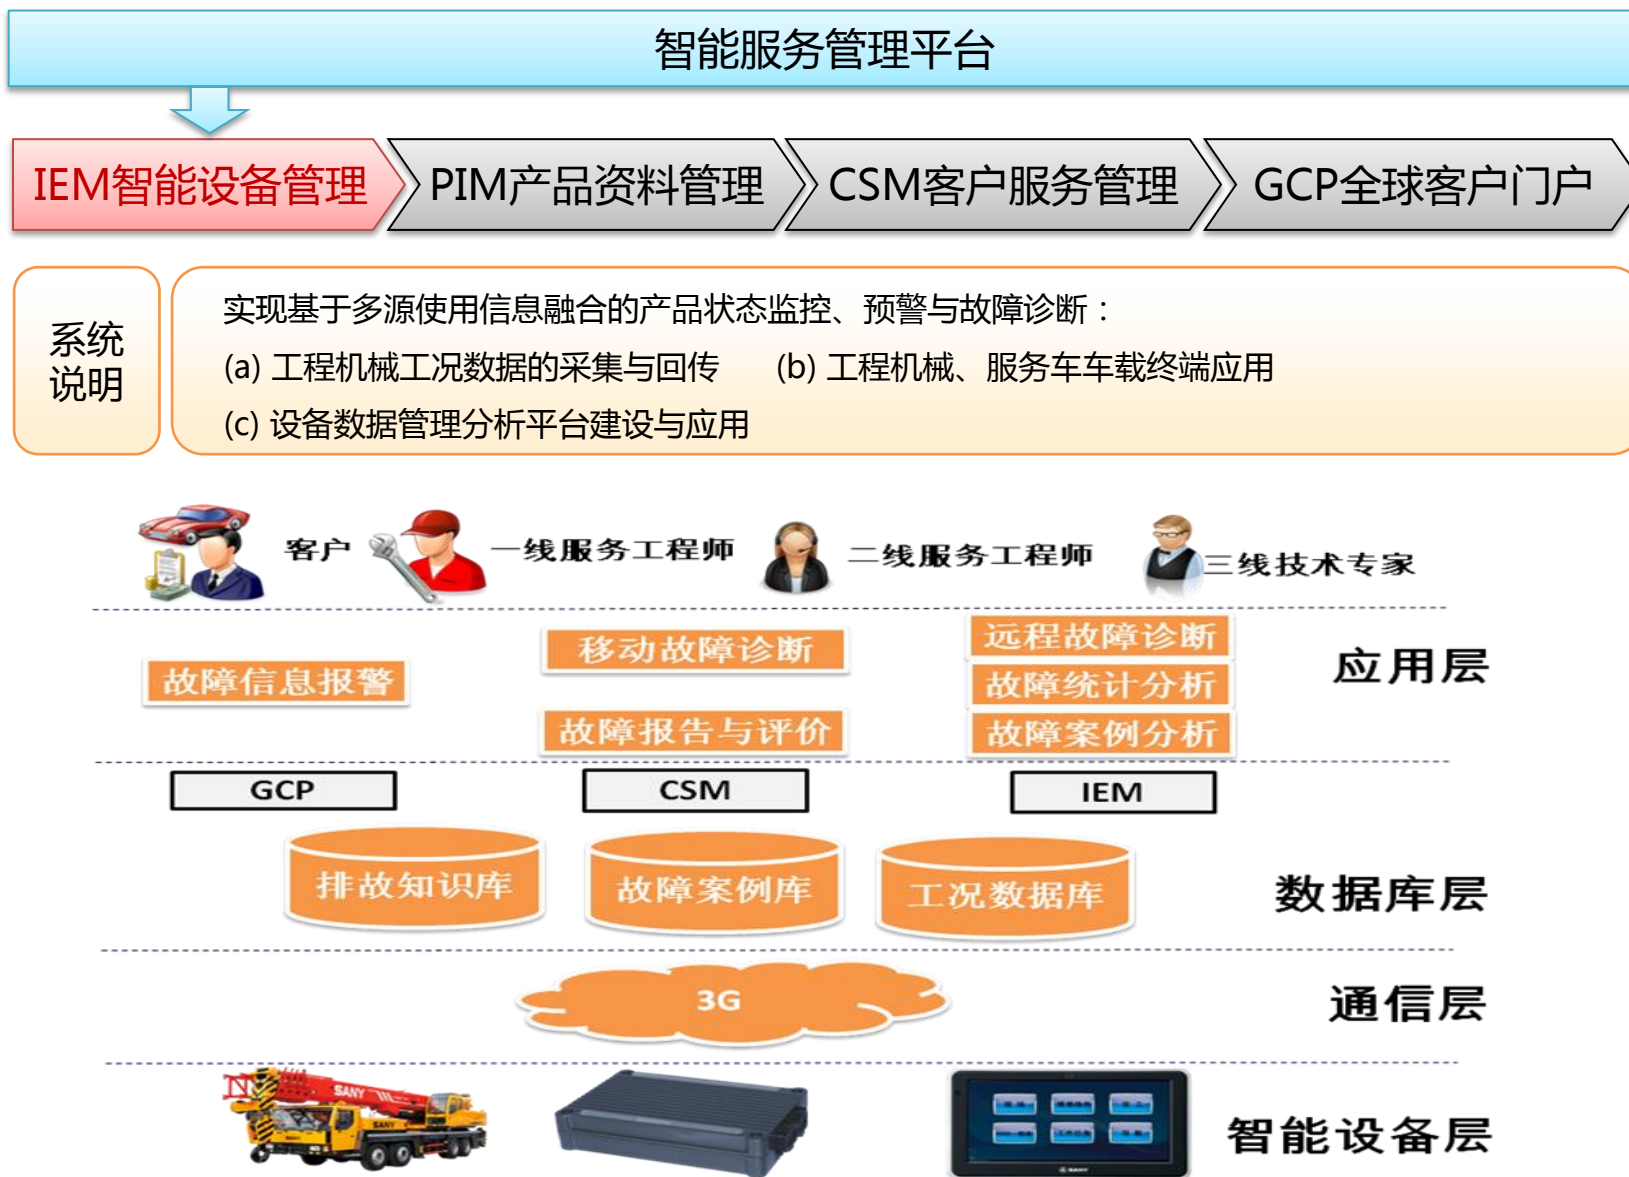 智能服务管理平台
IEM智能设备管理
PIM产品资料管理
CSM客户服务管理
GCP全球客户门户
系统
说明
实现基于多源使用信息融合的产品状态监控、预警与故障诊断：
(a) 工程机械工况数据的采集与回传 (b) 工程机械、服务车车载终端应用
(c) 设备数据管理分析平台建设与应用
客户
一线服务工程师
二线服务工程师
三线技术专家
故障信息报警
移动故障诊断
故障报告与评价
远程故障诊断
故障统计分析
故障案例分析
应用层
GCP
CSM
IEM
排故知识库
故障案例库
工况数据库
数据库层
3G
通信层
SANY
SANY
SANY
智能设备层